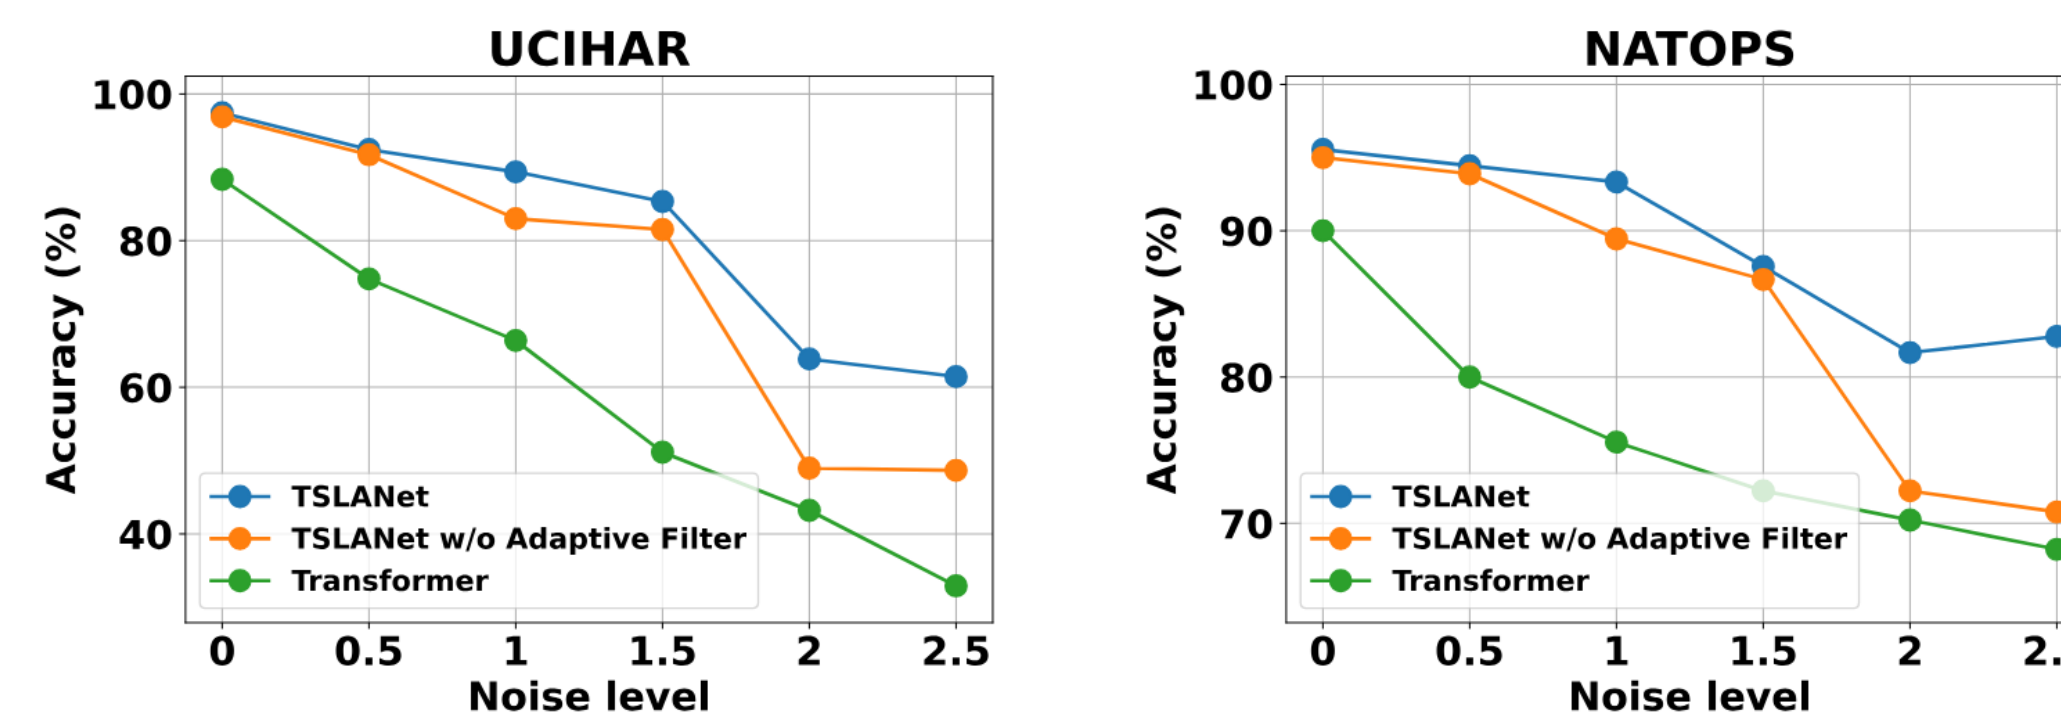 UCIHAR
100
80
60
40
Accuracy (%)
TSLANet
TSLANet w/o Adaptive Filter
Transformer
0 0.5 1 1.5 2 2.5
Noise level
NATOPS
100
90
80
70
Accuracy (%)
TSLANet
TSLANet w/o Adaptive Filter
Transformer
0 0.5 1 1.5 2 2.
Noise level